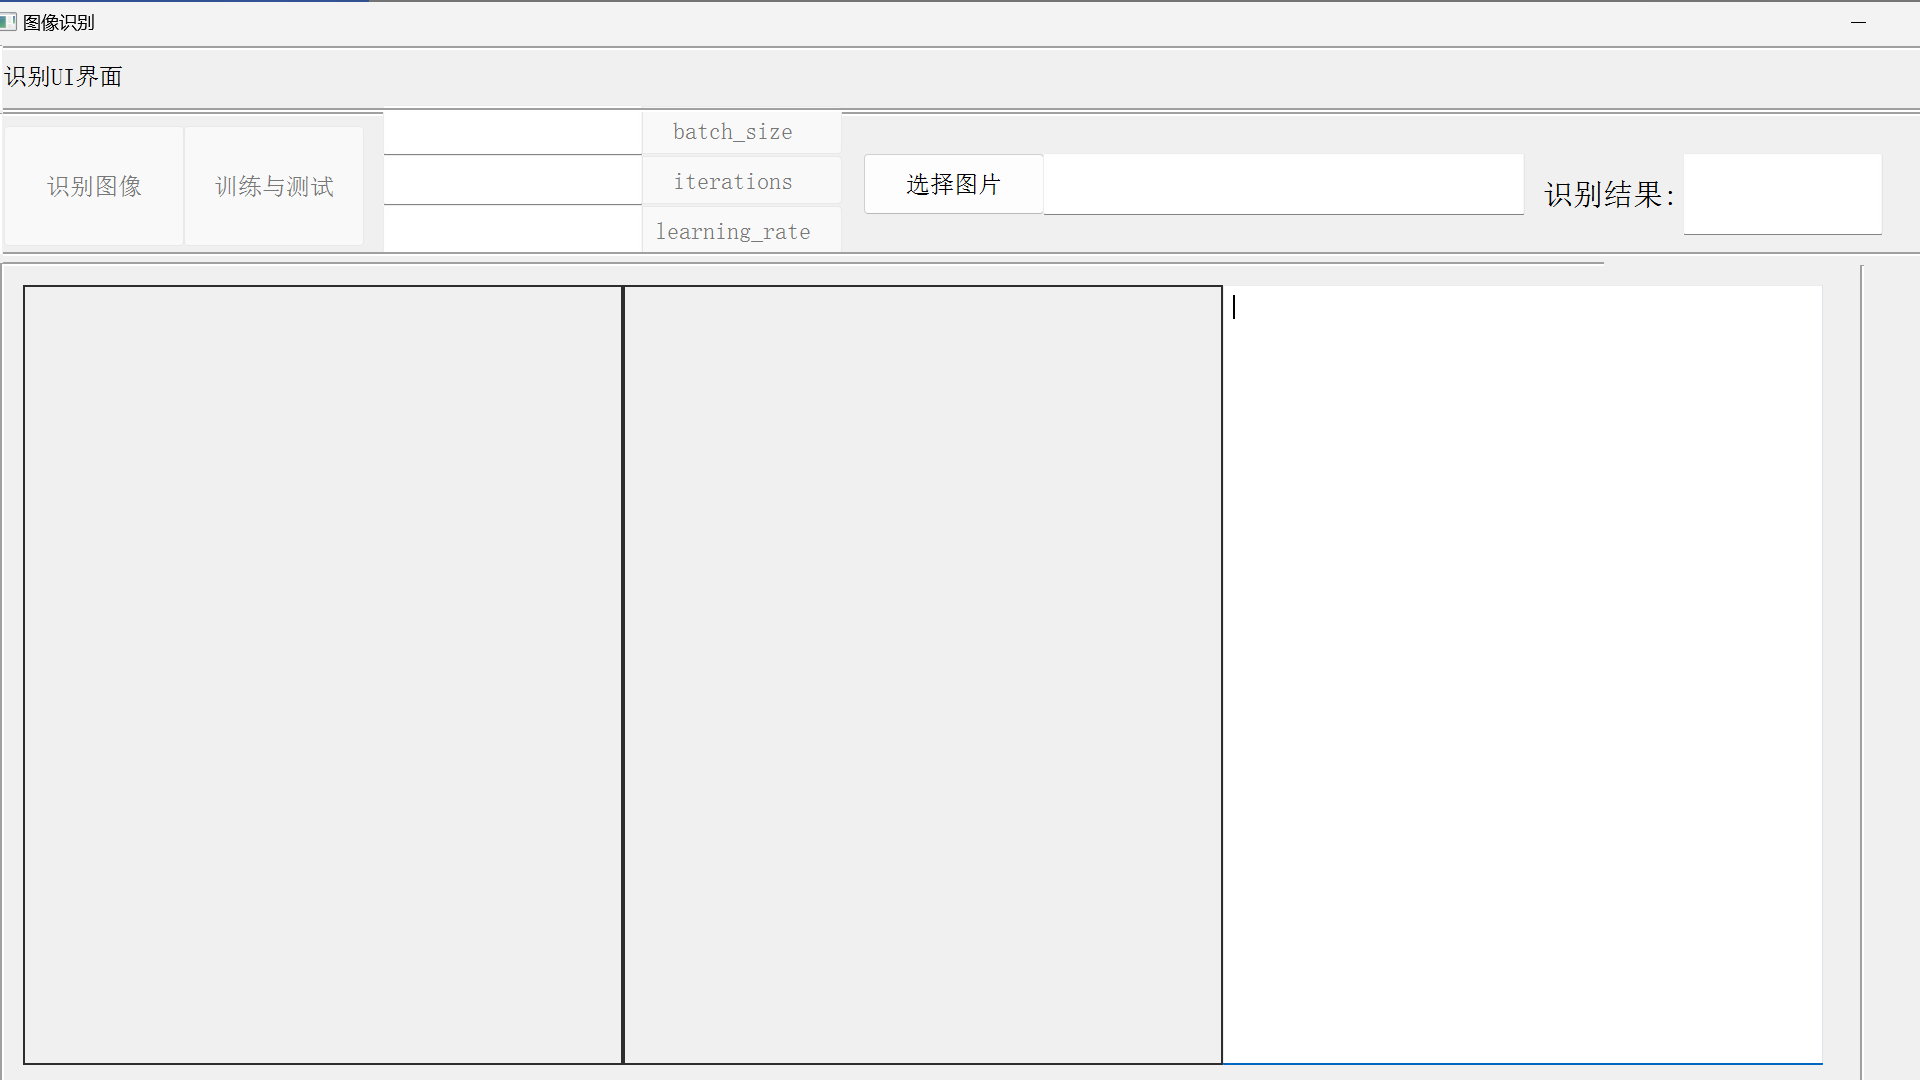 图像识别
识别UI界面
识别图像
训练与测试
batch_size
iterations
learning_rate
选择图片
识别结果: